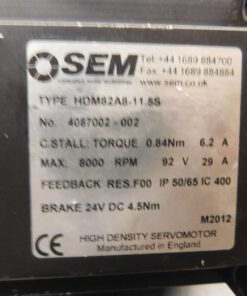 SEM
Tel: +44 1689 884700
Fax: +44 1689 884884
sem.co.uk
TYPE HDM82A8-11.5S
No. 4087002-002
C.STALL: TORQUE 0.84Nm 6.2 A
MAX: 8000 RPM 92 V 29 A
FEEDBACK RES.F00 IP 50/65 IC 400
BRAKE 24V DC 4.5Nm
M2012
CE HIGH DENSITY SERVOMOTOR
Manufactured in England